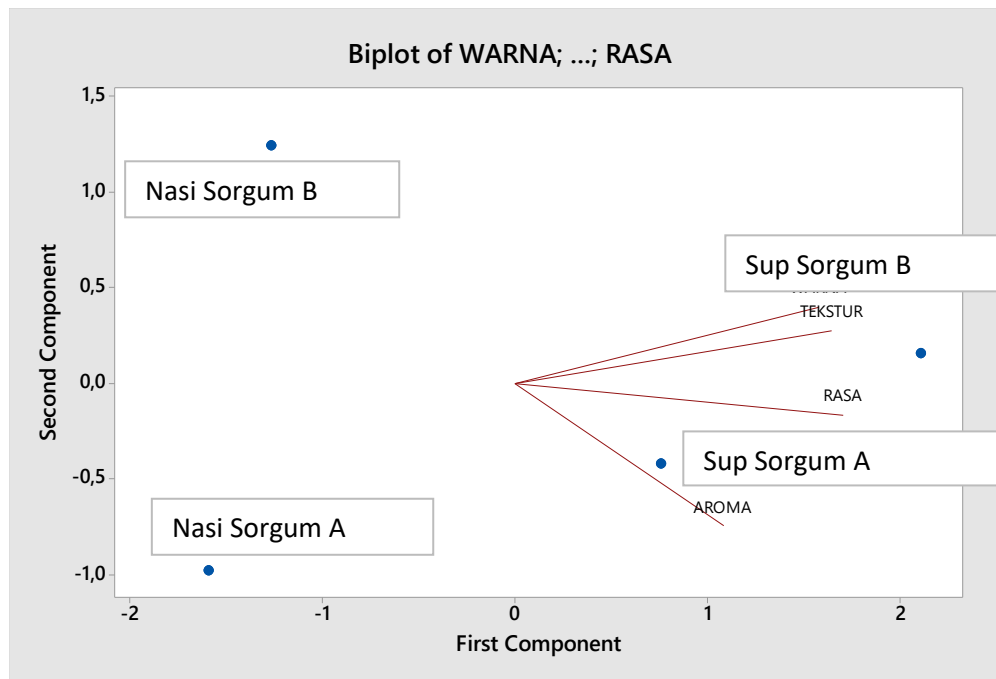 Biplot of WARNA; ...; RASA
1,5
1,0
0,5
0,0
-0,5
-1,0
Second Component
Nasi Sorgum B
Sup Sorgum B
TEKSTUR
RASA
Sup Sorgum A
AROMA
Nasi Sorgum A
-2
-1
0
1
2
First Component